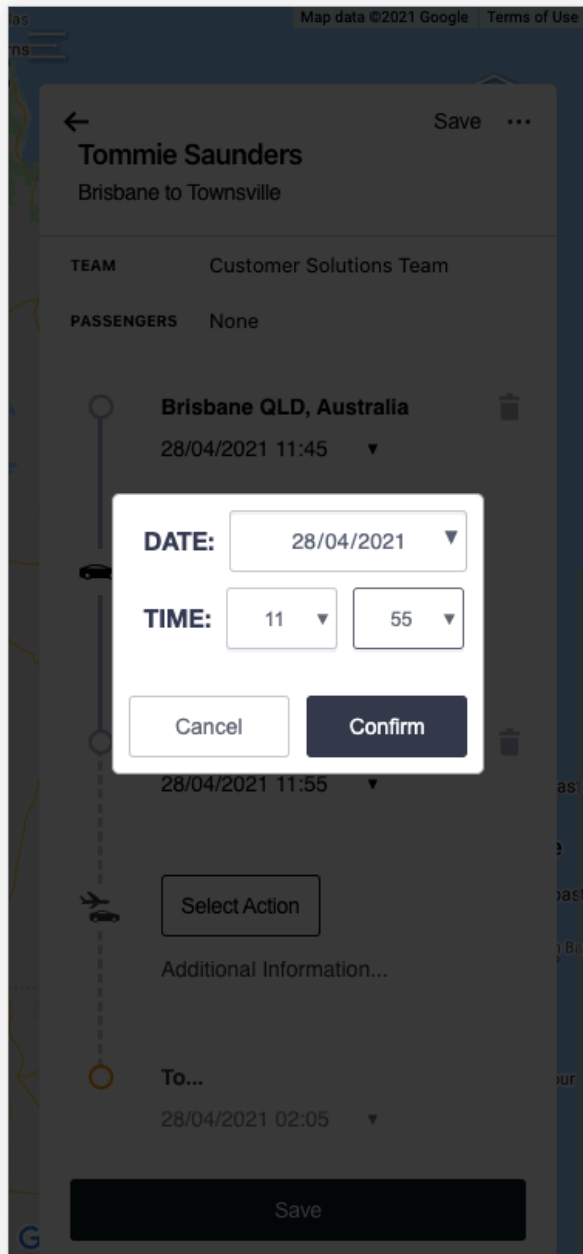 as
Map data ©2021 Google Terms of Use
ns
Save
Tommie Saunders
Brisbane to Townsville
TEAM Customer Solutions Team
PASSENGERS None
Brisbane QLD, Australia
28/04/2021 11:45
DATE: 28/04/2021
TIME: 11 55
Cancel Confirm
28/04/2021 11:55
Select Action
Additional Information...
To...
28/04/2021 02:05
Save
G